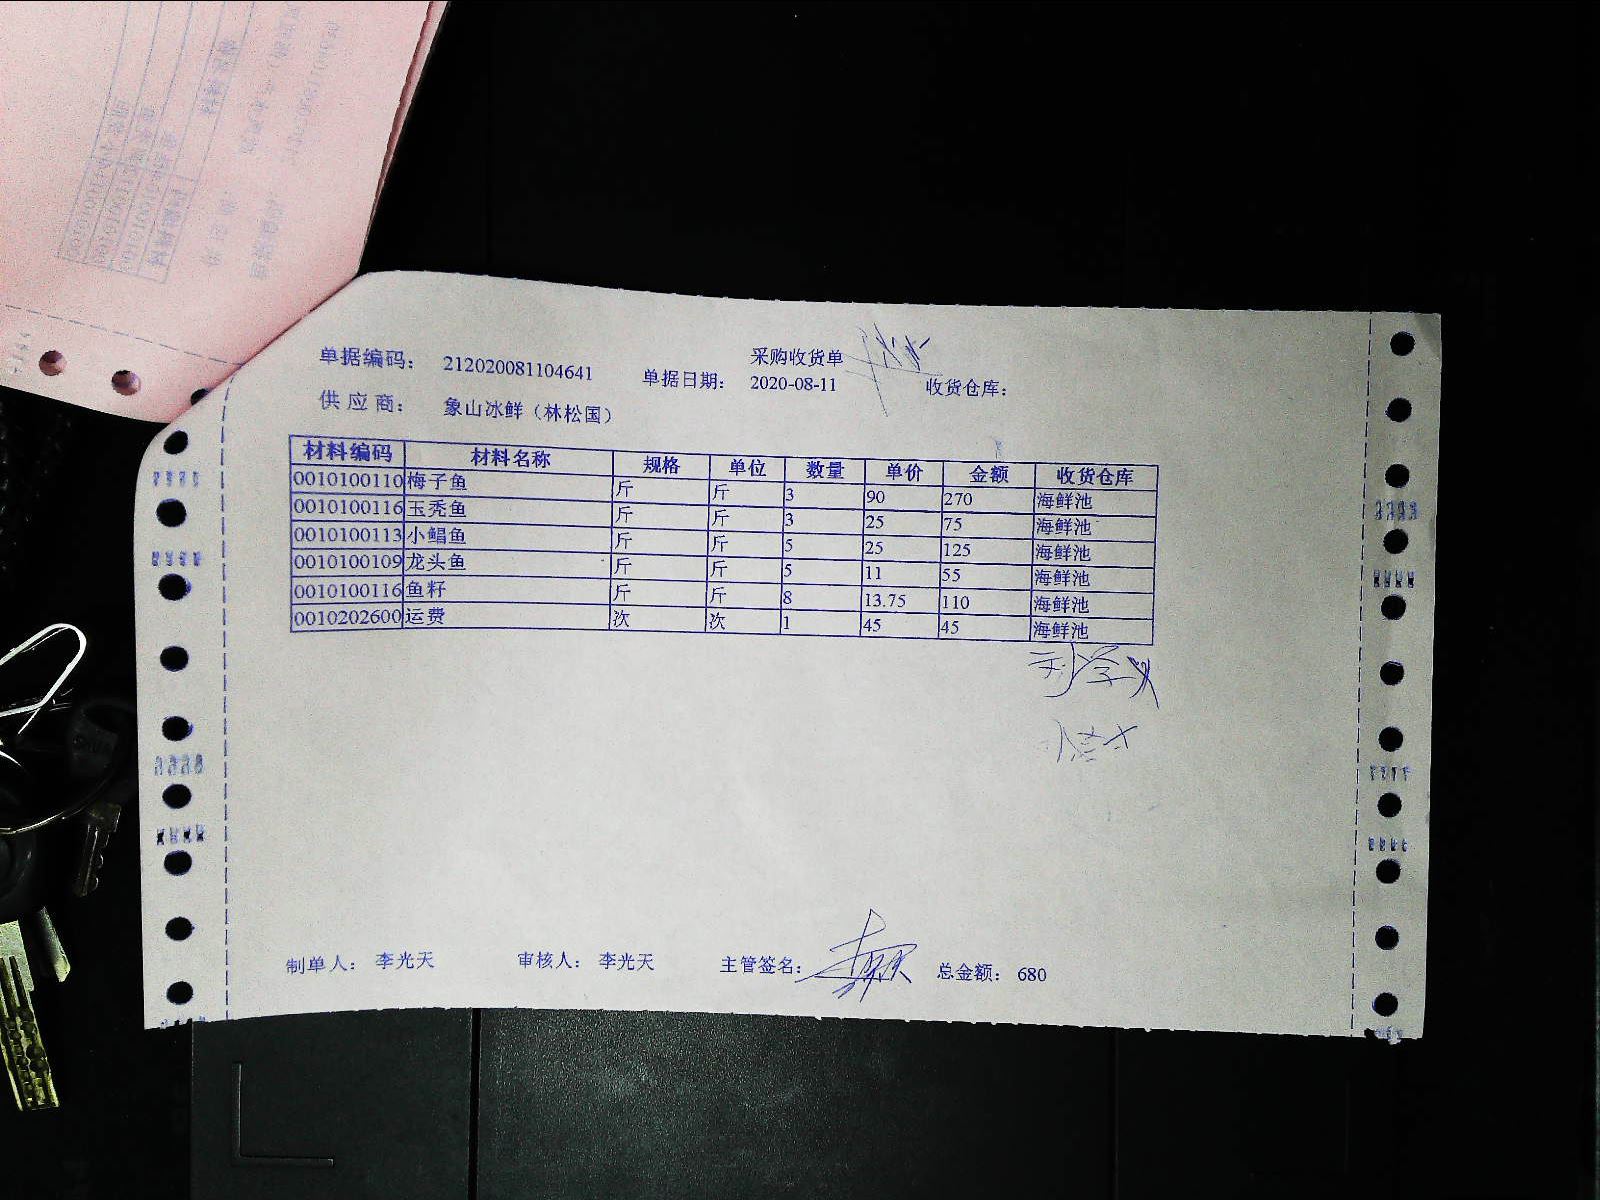 采购收货单
单据编码： 212020081104641 单据日期： 2020-08-11 收货仓库：
供应商： 象山冰鲜（林松国）
材料编码 材料名称 规格 单位 数量 单价 金额 收货仓库
0010100110 梅子鱼 斤 斤 3 90 270 海鲜池
0010100116 玉秃鱼 斤 斤 3 25 75 海鲜池
0010100113 小鲳鱼 斤 斤 5 25 125 海鲜池
0010100109 龙头鱼 斤 斤 5 11 55 海鲜池
0010100116 鱼籽 斤 斤 8 13.75 110 海鲜池
0010202600 运费 次 次 1 45 45 海鲜池
制单人： 李光天 审核人： 李光天 主管签名： 总金额： 680